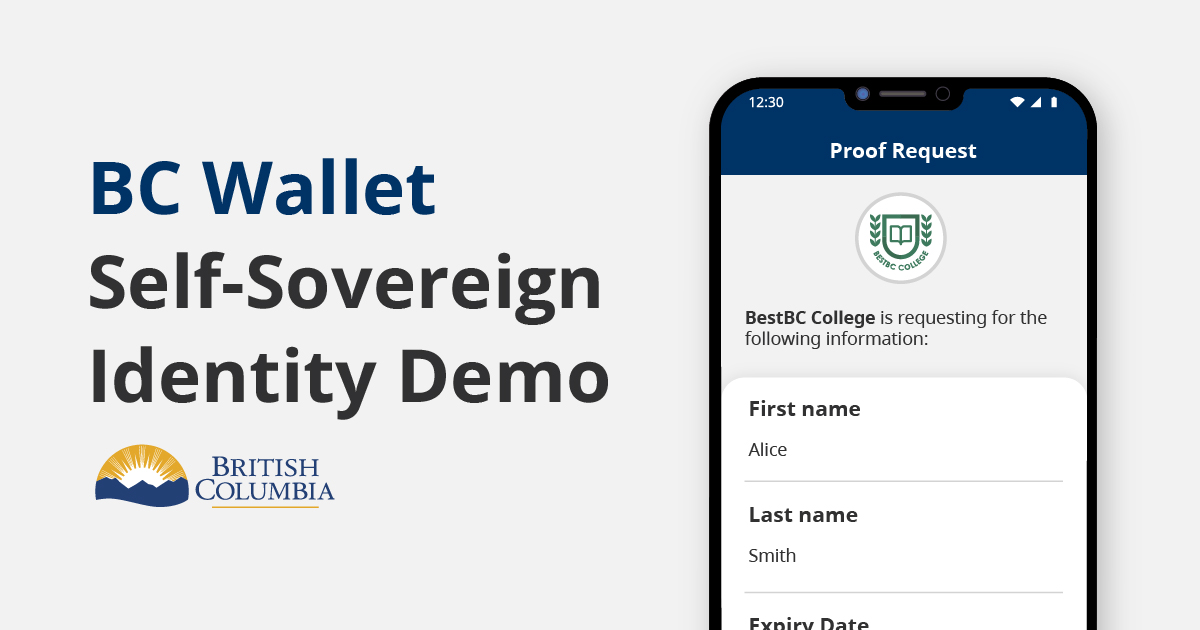 BC Wallet
Self-Sovereign
Identity Demo
BRITISH
COLUMBIA
12:30
Proof Request
BESTBC COLLEGE
BestBC College is requesting for the
following information:
First name
Alice
Last name
Smith
Expiry Date